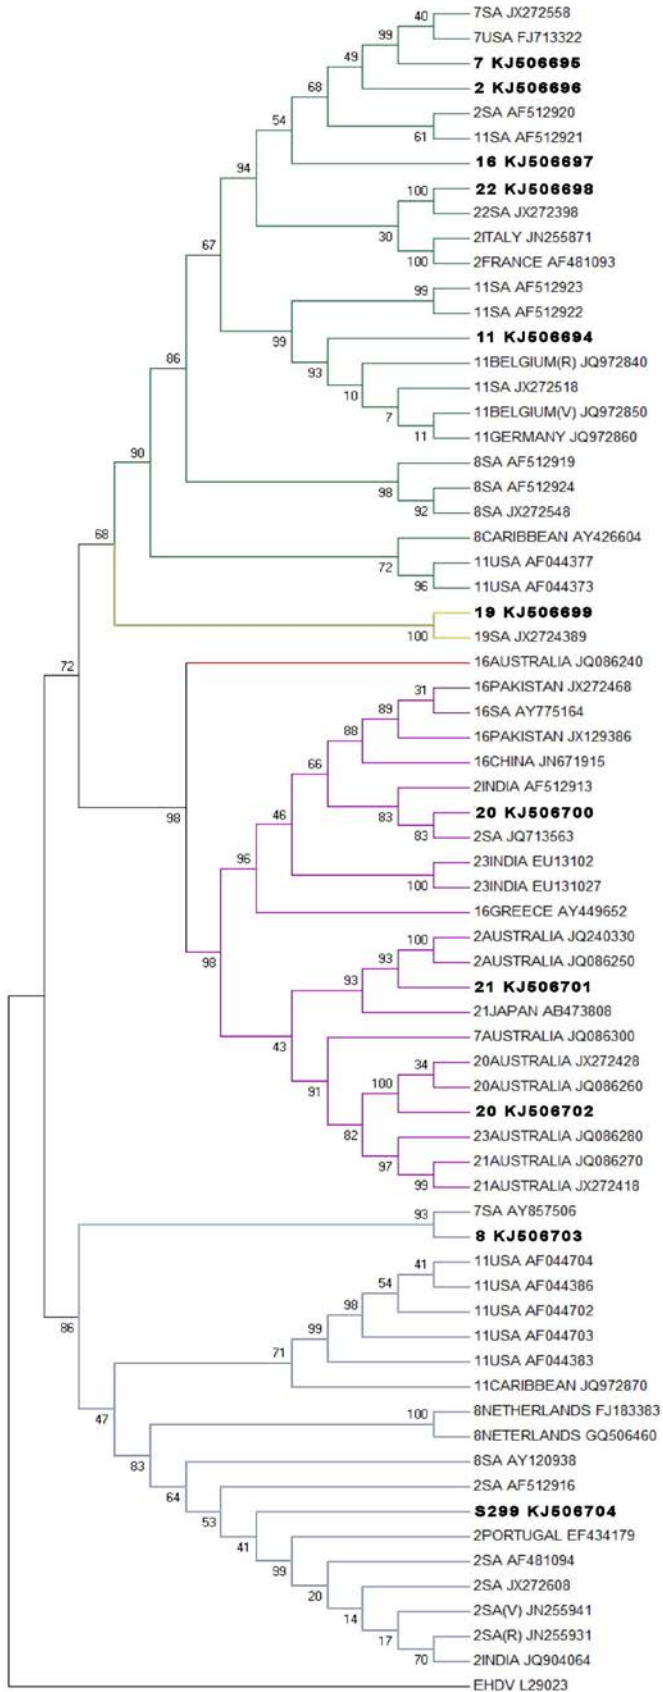 7SA JX272558
40
7USA FJ713322
99
7 KJ506695
49
2 KJ506696
68
2SA AF512920
54
61
11SA AF512921
16 KJ506697
94
100
22 KJ506698
22SA JX272398
30
2ITALY JN255871
67
100
2FRANCE AF481093
11SA AF512923
99
11SA AF512922
99
11 KJ506694
86
93
11BELGIUM(R) JQ972840
10
11SA JX272518
7
11BELGIUM(V) JQ972850
11
11GERMANY JQ972860
90
8SA AF512919
98
8SA AF512924
92
8SA JX272548
68
8CARIBBEAN AY426604
72
11USA AF044377
96
11USA AF044373
19 KJ506699
100
19SA JX2724389
72
16AUSTRALIA JQ086240
31
16PAKISTAN JX272468
89
16SA AY775164
88
16PAKISTAN JX129386
66
16CHINA JN671915
2INDIA AF512913
46
83
20 KJ506700
98
83
2SA JQ713563
96
23INDIA EU13102
100
23INDIA EU131027
16GREECE AY449652
100
2AUSTRALIA JQ240330
98
93
2AUSTRALIA JQ086250
93
21 KJ506701
21JAPAN AB473808
43
7AUSTRALIA JQ086300
34
20AUSTRALIA JX272428
91
100
20AUSTRALIA JQ086260
20 KJ506702
82
23AUSTRALIA JQ086280
97
21AUSTRALIA JQ086270
99
21AUSTRALIA JX272418
93
7SA AY857506
8 KJ506703
41
11USA AF044704
54
11USA AF044386
98
11USA AF044702
86
99
11USA AF044703
71
11USA AF044383
11CARIBBEAN JQ972870
47
100
8NETHERLANDS FJ183383
8NETERLANDS GQ506460
83
8SA AY120938
64
2SA AF512916
53
S299 KJ506704
41
2PORTUGAL EF434179
99
2SA AF481094
20
2SA JX272608
14
2SA(V) JN255941
17
2SA(R) JN255931
70
2INDIA JQ904064
EHDV L29023